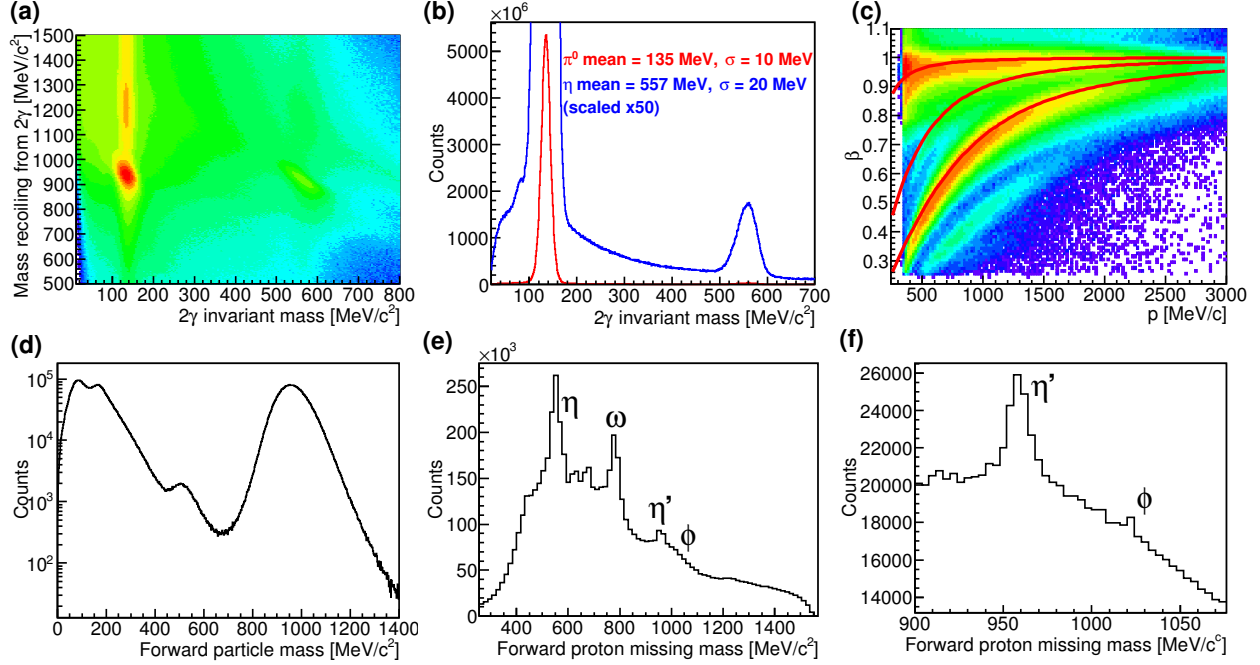 (a)
Mass recolling from 2γ [MeV/c²]
1500
1400
1300
1200
1100
1000
900
800
700
600
500
100 200 300 400 500 600 700 800
2γ invariant mass [MeV/c²]
(b)
×10⁶
Counts
5000
4000
3000
2000
1000
0
100 200 300 400 500 600 700
2γ invariant mass [MeV/c²]
π⁰ mean = 135 MeV, σ = 10 MeV
η mean = 557 MeV, σ = 20 MeV
(scaled x50)
(c)
β
1.1
1
0.9
0.8
0.7
0.6
0.5
0.4
0.3
500 1000 1500 2000 2500 3000
p [MeV/c]
(d)
Counts
10⁵
10⁴
10³
10²
0 200 400 600 800 1000 1200 1400
Forward particle mass [MeV/c²]
(e)
×10³
Counts
250
200
150
100
50
0
400 600 800 1000 1200 1400
Forward proton missing mass [MeV/c²]
η
ω
η'
ϕ
(f)
Counts
26000
24000
22000
20000
18000
16000
14000
900 950 1000 1050
Forward proton missing mass [MeV/cᶜ]
η'
ϕ